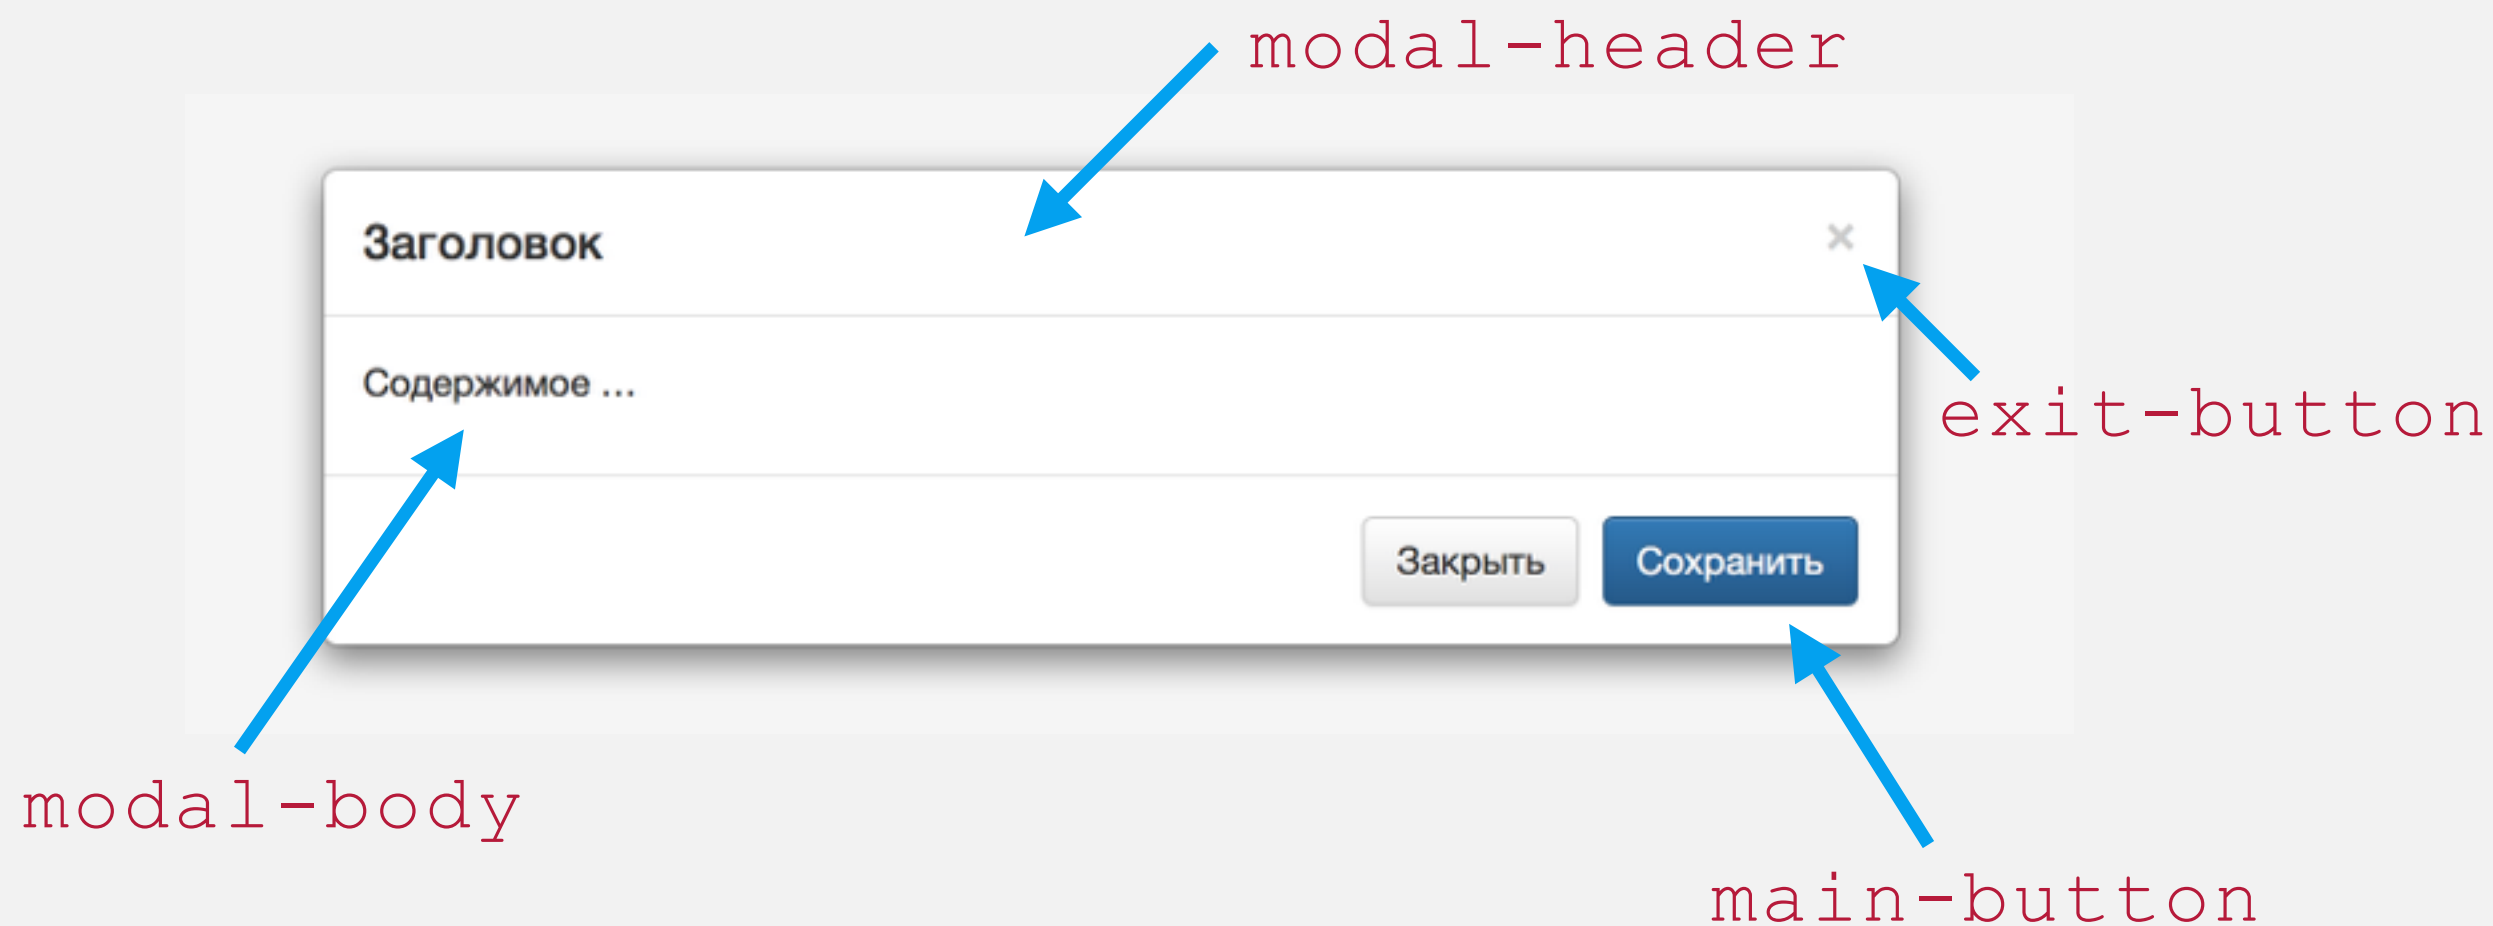 modal-header
Заголовок ×
exit-button
Содержимое ...
Закрыть Сохранить
modal-body
main-button